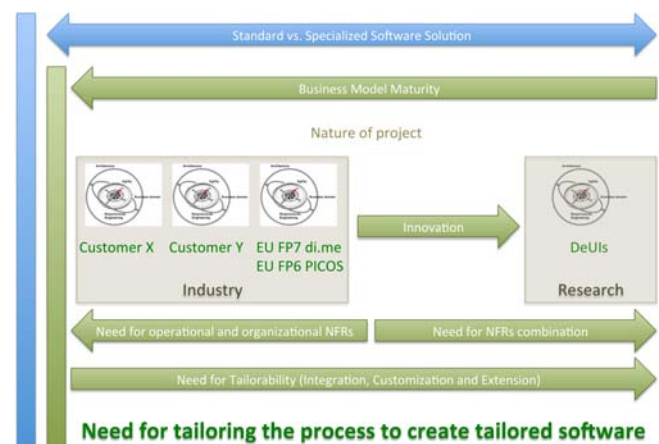 Standard vs. Specialized Software Solution
Business Model Maturity
Nature of project
Customer X
Customer Y
EU FP7 di.me
EU FP6 PICOS
Industry
Innovation
DeUIs
Research
Need for operational and organizational NFRs
Need for NFRs combination
Need for Tailorability (Integration, Customization and Extension)
Need for tailoring the process to create tailored software